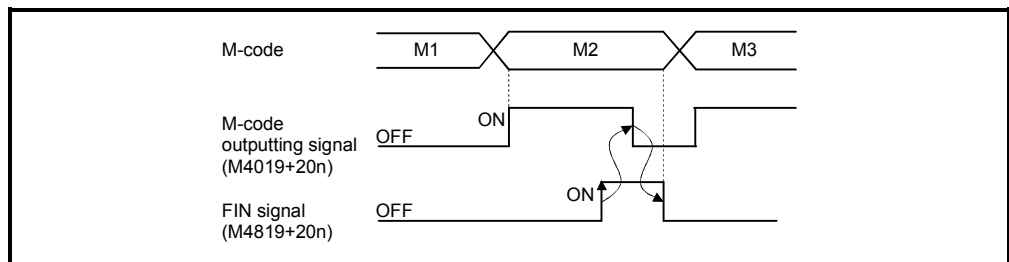 M-code
M1
M2
M3
M-code
outputting signal
(M4019+20n)
OFF
ON
FIN signal
(M4819+20n)
OFF
ON